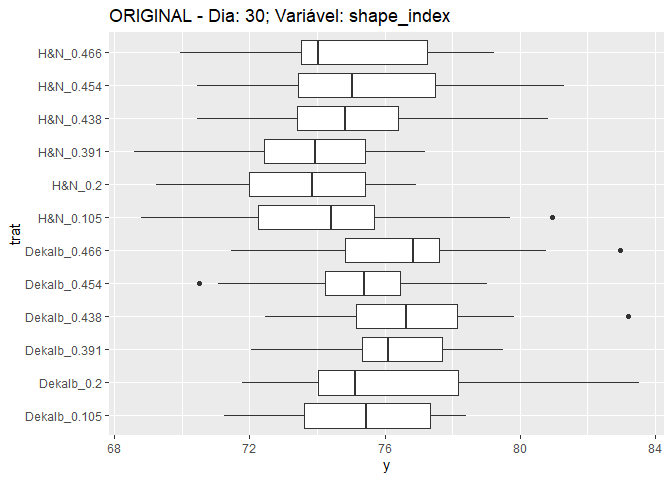 ORIGINAL - Dia: 30; Variável: shape_index
H&N_0.466
H&N_0.454
H&N_0.438
H&N_0.391
H&N_0.2
H&N_0.105
Dekalb_0.466
Dekalb_0.454
Dekalb_0.438
Dekalb_0.391
Dekalb_0.2
Dekalb_0.105
trat
68 72 76 80 84
y